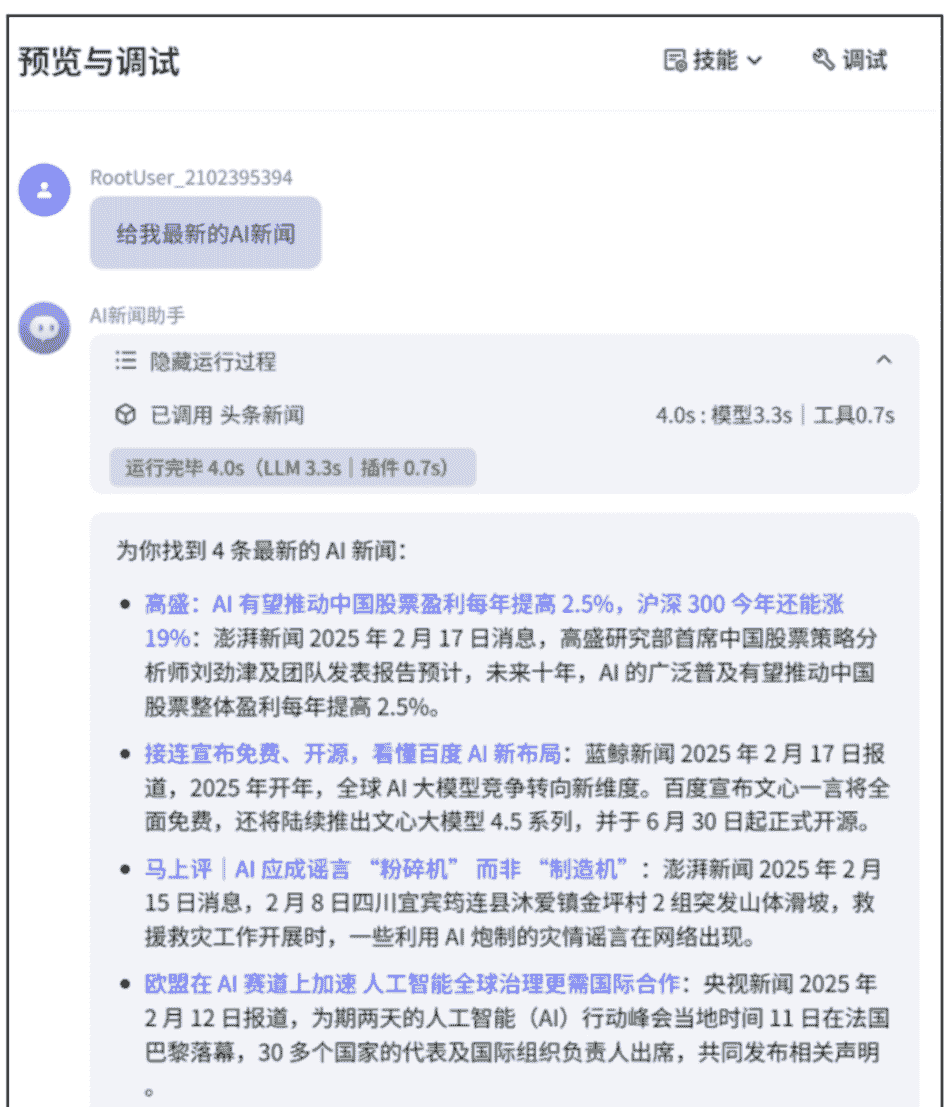 预览与调试
技能
调试
RootUser_2102395394
给我最新的AI新闻
AI新闻助手
隐藏运行过程
已调用 头条新闻
4.0s : 模型3.3s | 工具0.7s
运行完毕 4.0s（LLM 3.3s | 插件 0.7s）
为你找到 4 条最新的 AI 新闻：
• 高盛：AI 有望推动中国股票盈利每年提高 2.5%，沪深 300 今年还能涨
19%：澎湃新闻 2025 年 2 月 17 日消息，高盛研究部首席中国股票策略分
析师刘劲津及团队发表报告预计，未来十年，AI 的广泛普及有望推动中国
股票整体盈利每年提高 2.5%。
• 接连宣布免费、开源，看懂百度 AI 新布局：蓝鲸新闻 2025 年 2 月 17 日报
道，2025 年开年，全球 AI 大模型竞争转向新维度。百度宣布文心一言将全
面免费，还将陆续推出文心大模型 4.5 系列，并于 6 月 30 日起正式开源。
• 马上评｜AI 应成谣言 “粉碎机” 而非 “制造机” ：澎湃新闻 2025 年 2 月
15 日消息，2 月 8 日四川宜宾筠连县沐爱镇金坪村 2 组突发山体滑坡，救
援救灾工作开展时，一些利用 AI 炮制的灾情谣言在网络出现。
• 欧盟在 AI 赛道上加速 人工智能全球治理更需国际合作：央视新闻 2025 年
2 月 12 日报道，为期两天的人工智能（AI）行动峰会当地时间 11 日在法国
巴黎落幕，30 多个国家的代表及国际组织负责人出席，共同发布相关声明
。